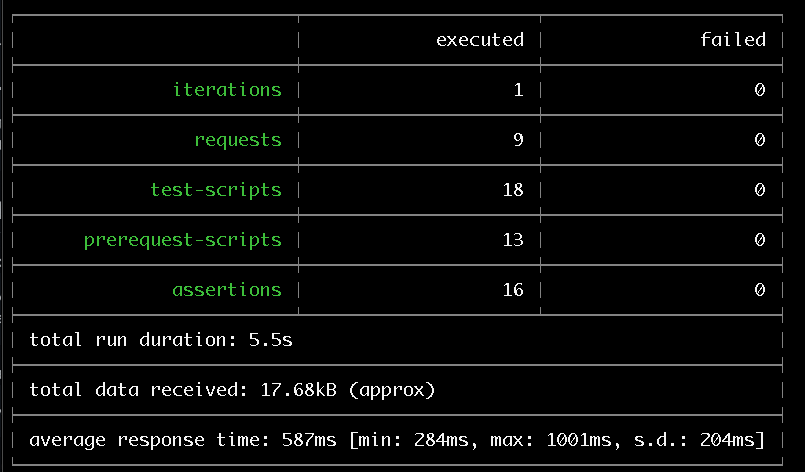 executed failed
iterations 1 0
requests 9 0
test-scripts 18 0
prerequest-scripts 13 0
assertions 16 0
total run duration: 5.5s
total data received: 17.68kB (approx)
average response time: 587ms [min: 284ms, max: 1001ms, s.d.: 204ms]